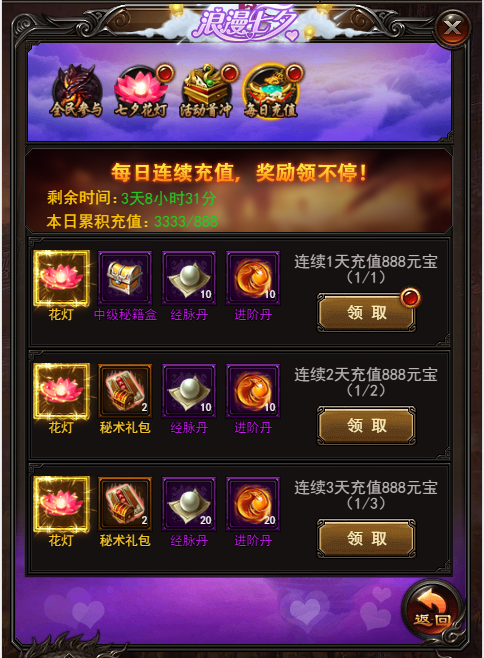 浪漫七夕
全民参与 七夕花灯 活动首冲 每日充值
每日连续充值，奖励领不停！
剩余时间：3天8小时31分
本日累积充值：3333/888
连续1天充值888元宝
（1/1）
10 10
领取
花灯 中级秘籍盒 经脉丹 进阶丹
连续2天充值888元宝
（1/2）
2 10 10
领取
花灯 秘术礼包 经脉丹 进阶丹
连续3天充值888元宝
（1/3）
2 20 20
领取
花灯 秘术礼包 经脉丹 进阶丹
返回